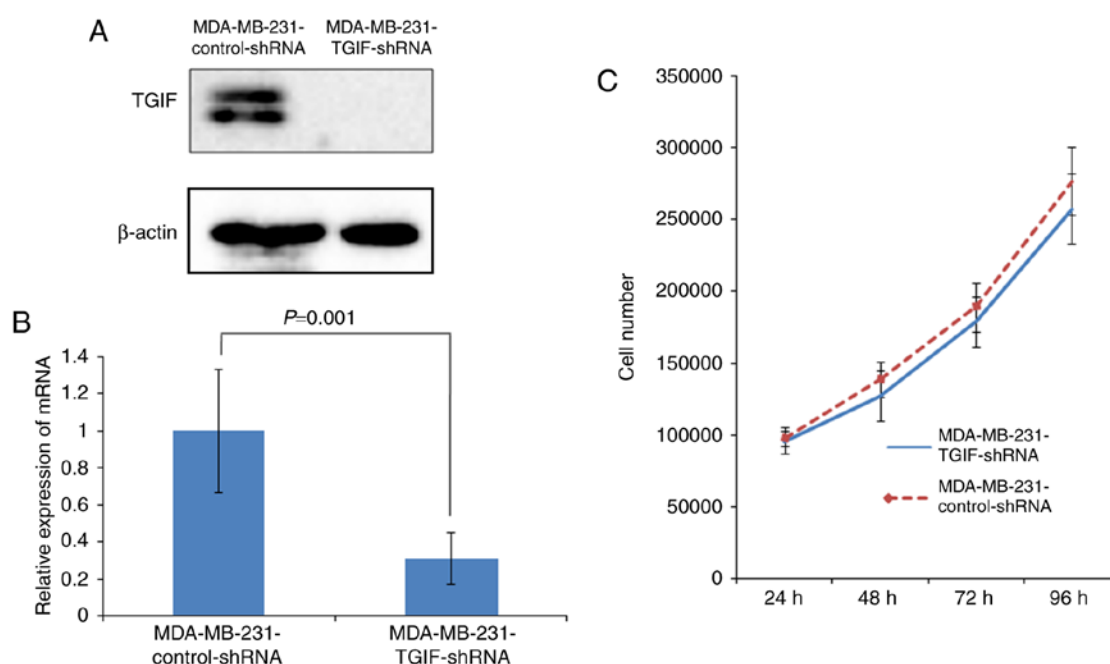 A
MDA-MB-231-
control-shRNA
MDA-MB-231-
TGIF-shRNA
TGIF
β-actin
B
P=0.001
Relative expression of mRNA
1.4
1.2
1
0.8
0.6
0.4
0.2
0
MDA-MB-231-
control-shRNA
MDA-MB-231-
TGIF-shRNA
C
Cell number
350000
300000
250000
200000
150000
100000
50000
0
24 h
48 h
72 h
96 h
MDA-MB-231-
TGIF-shRNA
MDA-MB-231-
control-shRNA